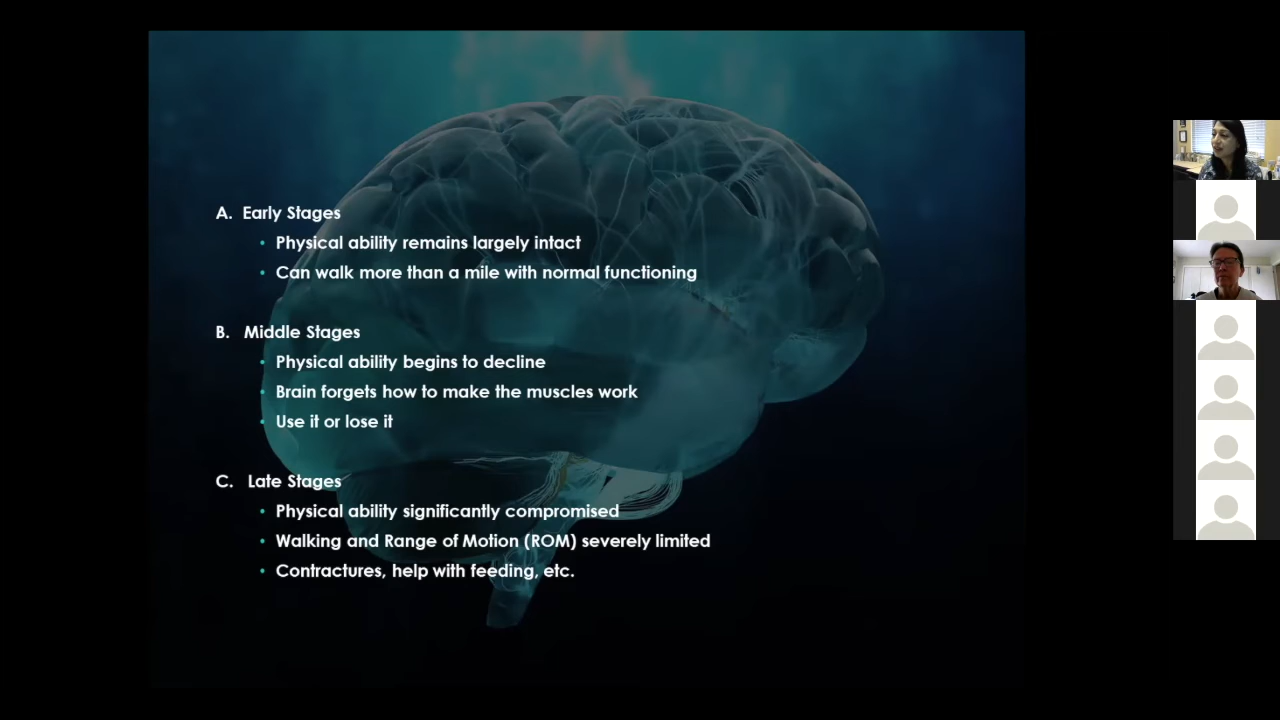 A. Early Stages
• Physical ability remains largely intact
• Can walk more than a mile with normal functioning
B. Middle Stages
• Physical ability begins to decline
• Brain forgets how to make the muscles work
• Use it or lose it
C. Late Stages
• Physical ability significantly compromised
• Walking and Range of Motion (ROM) severely limited
• Contractures, help with feeding, etc.